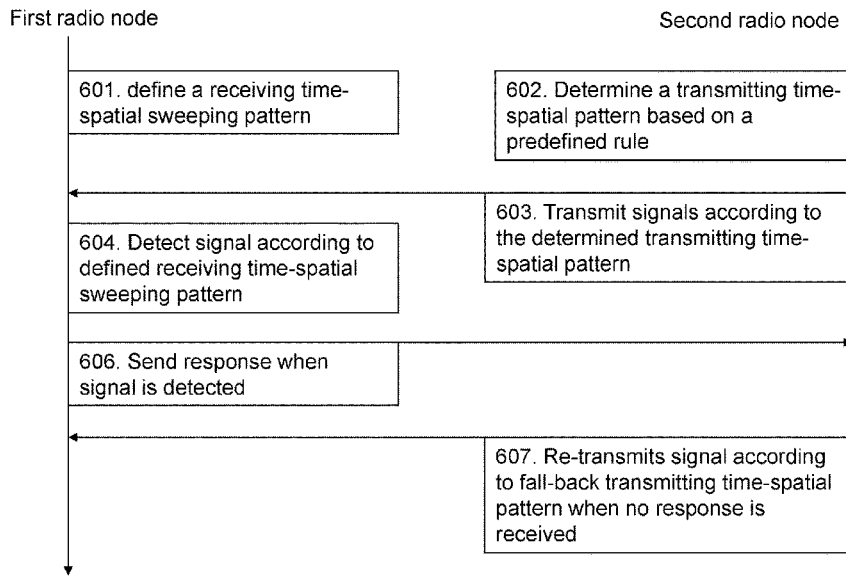 First radio node
Second radio node
601. define a receiving time-
spatial sweeping pattern
602. Determine a transmitting time-
spatial pattern based on a
predefined rule
603. Transmit signals according to
the determined transmitting time-
spatial pattern
604. Detect signal according to
defined receiving time-spatial
sweeping pattern
606. Send response when
signal is detected
607. Re-transmits signal according
to fall-back transmitting time-spatial
pattern when no response is
received